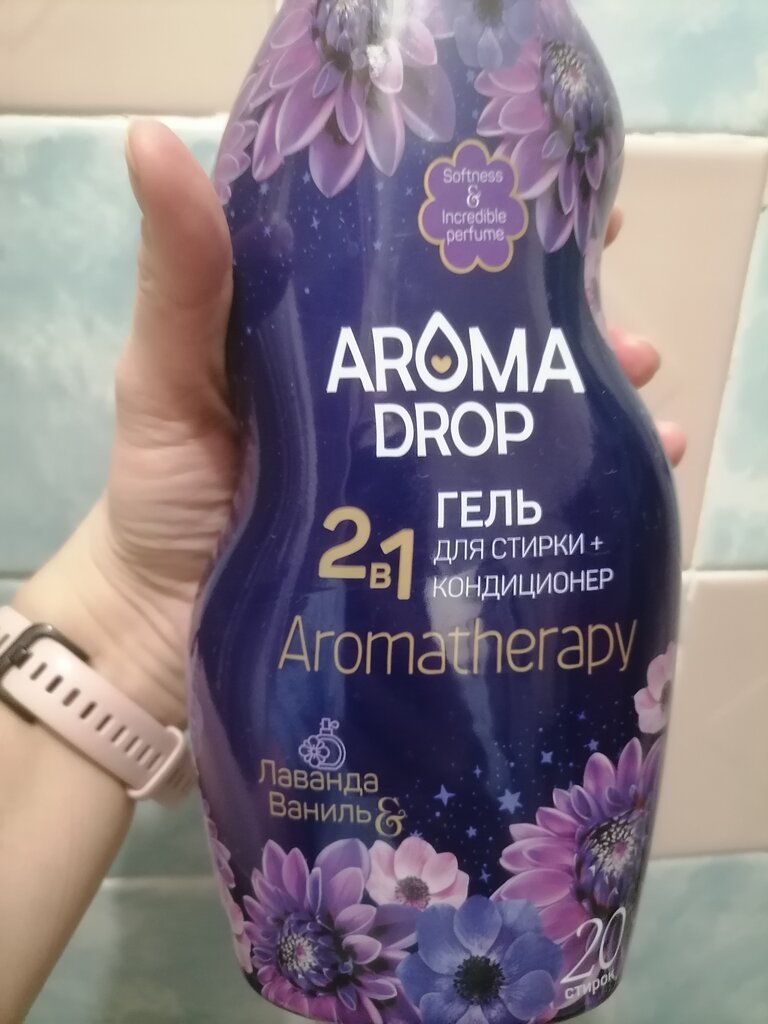 Softness
&
Incredible
perfume
AROMA
DROP
2в1
ГЕЛЬ
ДЛЯ СТИРКИ +
КОНДИЦИОНЕР
Aromatherapy
Лаванда
Ваниль &
20
стирок